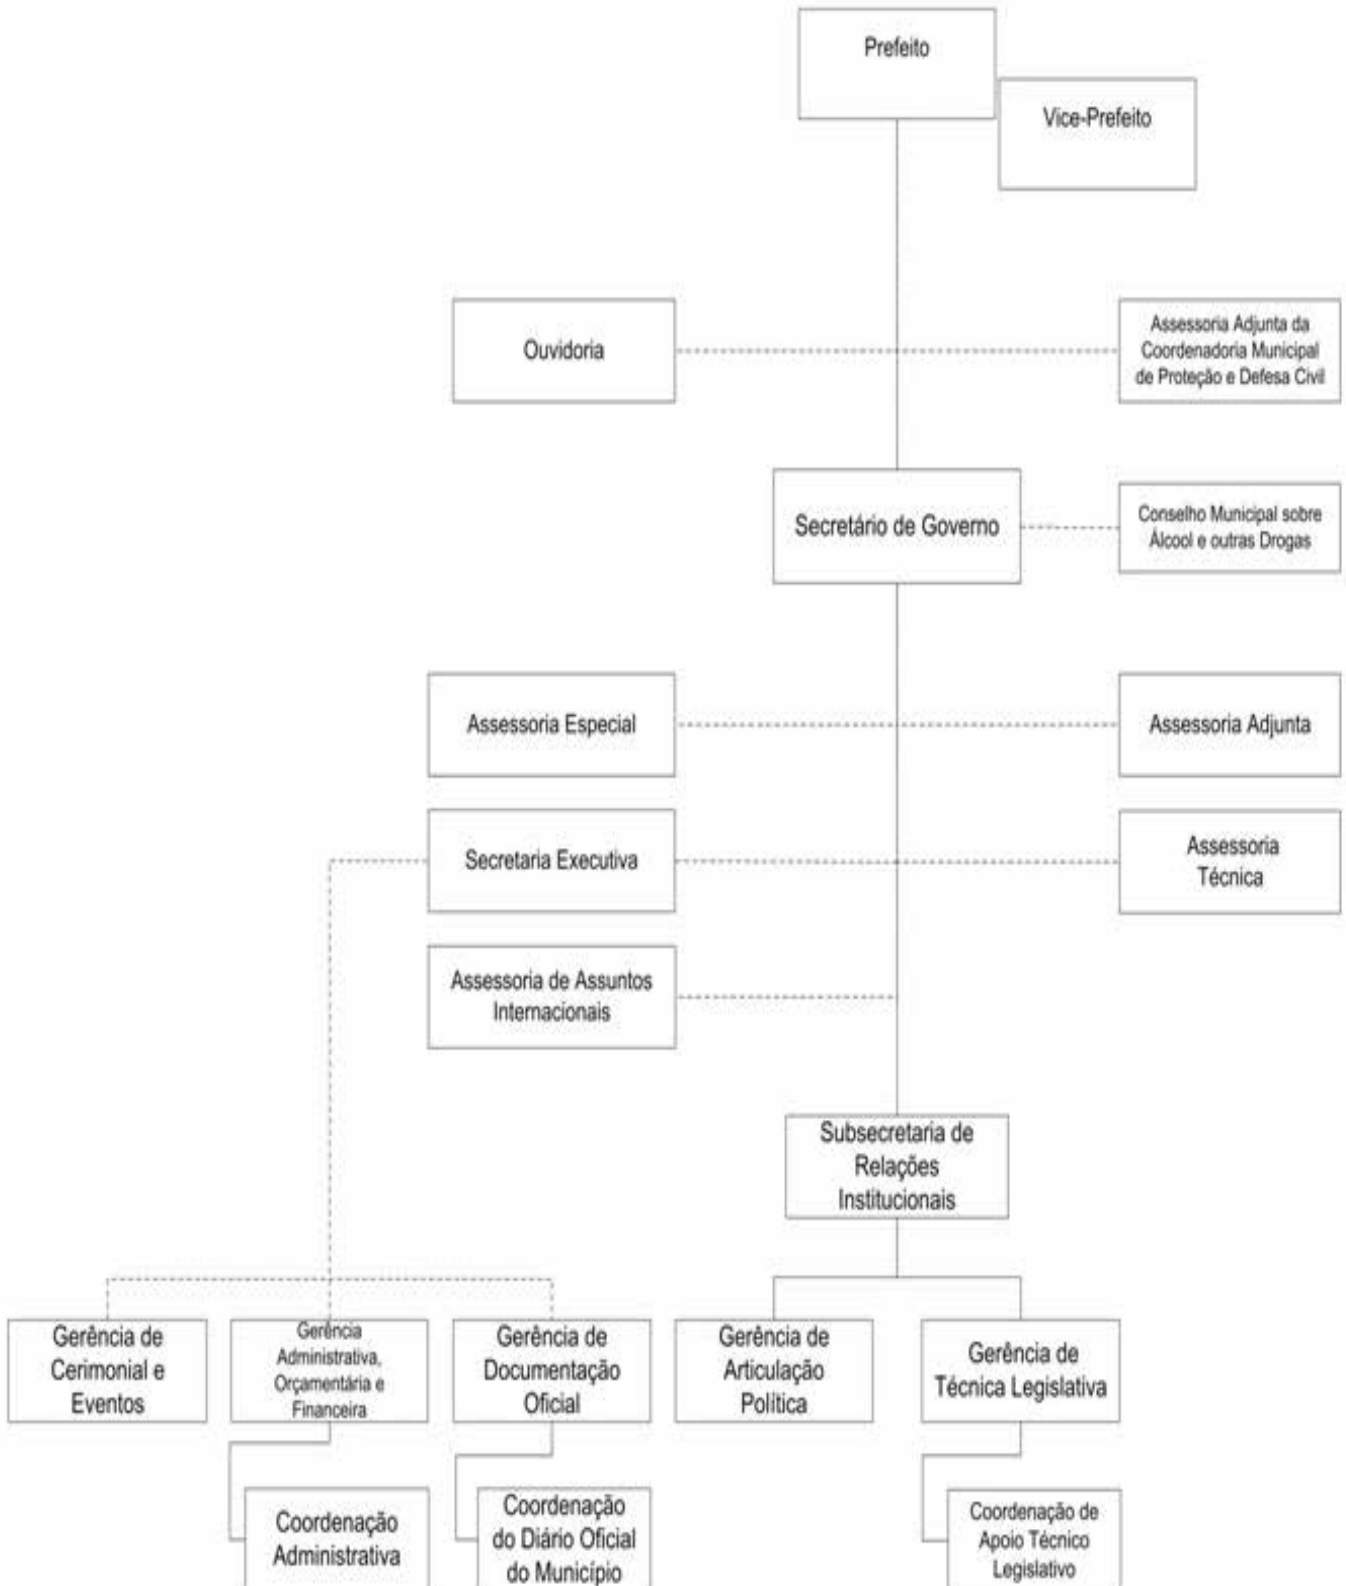 Prefeito
Vice-Prefeito
Ouvidoria
Assessoria Adjunta da
Coordenadoria Municipal
de Proteção e Defesa Civil
Secretário de Governo
Conselho Municipal sobre
Álcool e outras Drogas
Assessoria Especial
Assessoria Adjunta
Secretaria Executiva
Assessoria
Técnica
Assessoria de Assuntos
Internacionais
Subsecretaria de
Relações
Institucionais
Gerência de
Cerimonial e
Eventos
Gerência
Administrativa,
Orçamentária e
Financeira
Gerência de
Documentação
Oficial
Gerência de
Articulação
Política
Gerência de
Técnica Legislativa
Coordenação
Administrativa
Coordenação
do Diário Oficial
do Município
Coordenação de
Apoio Técnico
Legislativo